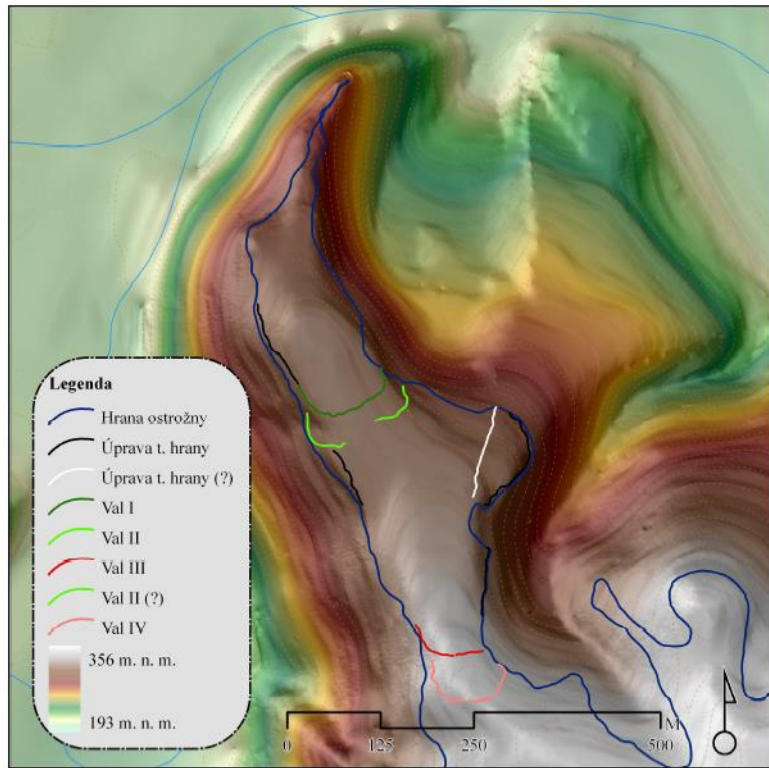 Legenda
Hrana ostrožny
Úprava t. hrany
Úprava t. hrany (?)
Val I
Val II
Val III
Val II (?)
Val IV
356 m. n. m.
193 m. n. m.
M
0 125 250 500